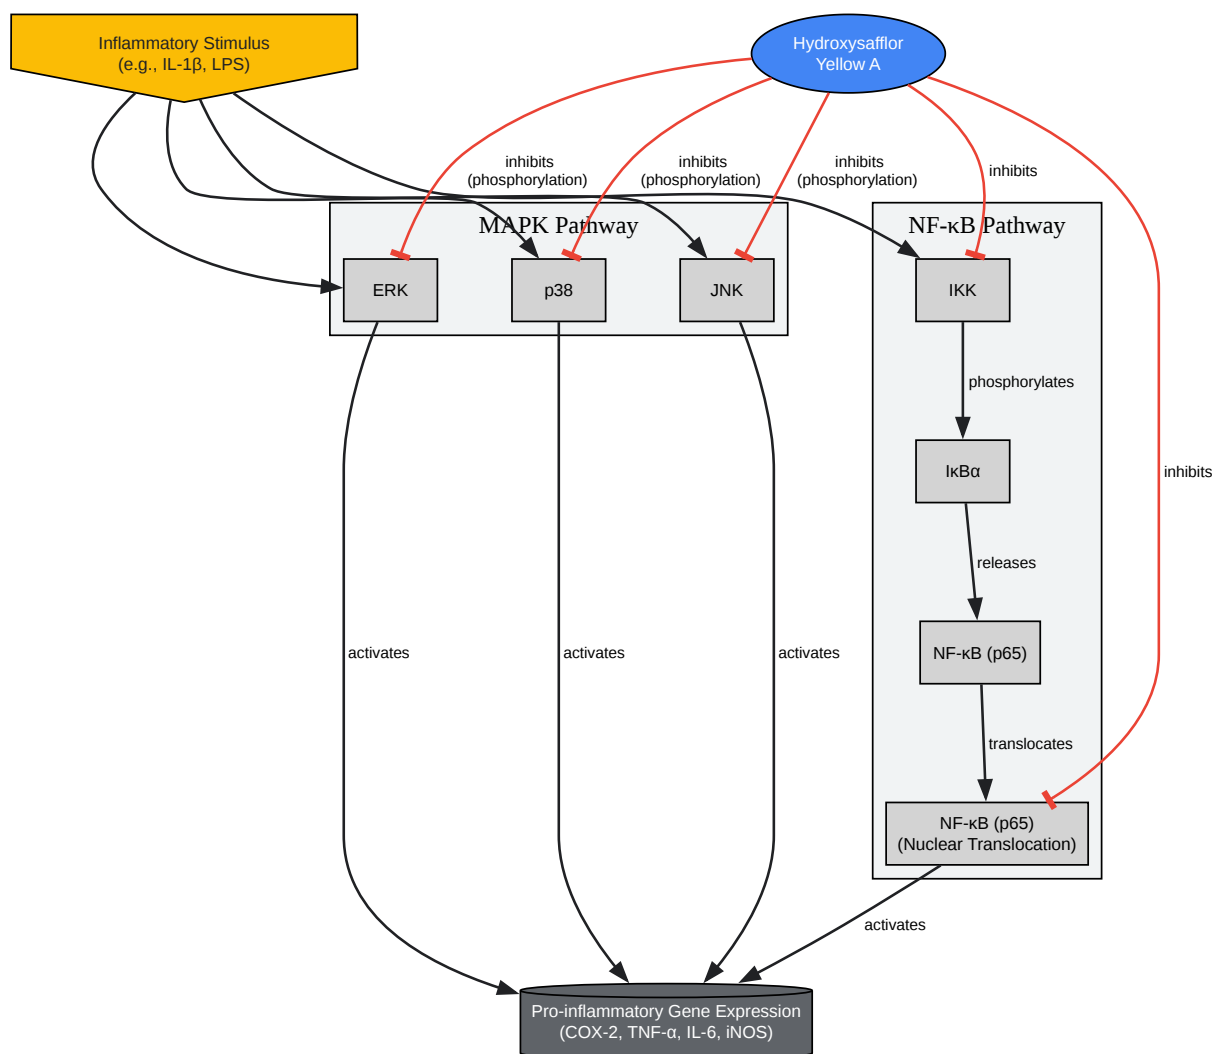 Inflammatory Stimulus
(e.g., IL-1β, LPS)
Hydroxysafflor
Yellow A
inhibits
(phosphorylation)
inhibits
(phosphorylation)
inhibits
(phosphorylation)
inhibits
MAPK Pathway
NF-κB Pathway
ERK
p38
JNK
IKK
phosphorylates
IκBα
inhibits
releases
activates
activates
activates
NF-κB (p65)
translocates
NF-κB (p65)
(Nuclear Translocation)
activates
Pro-inflammatory Gene Expression
(COX-2, TNF-α, IL-6, iNOS)